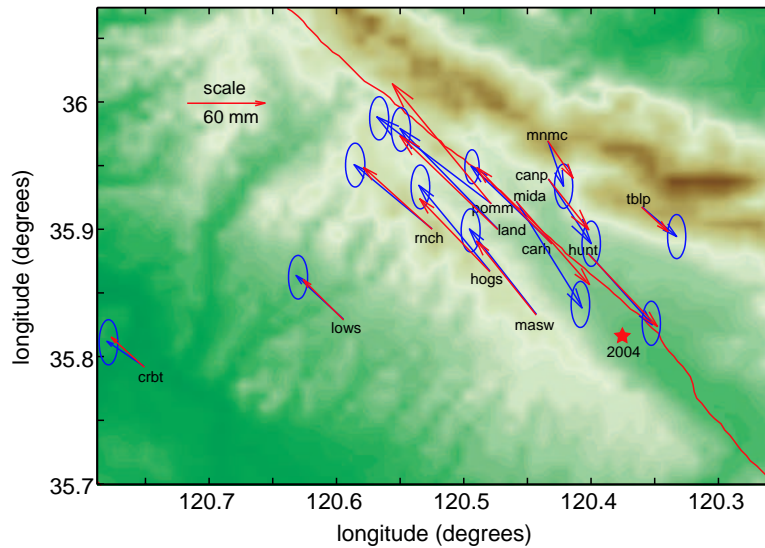 scale
60 mm
36
35.9
35.8
35.7
longitude (degrees)
mnmc
canp
mida
tblp
pomm
land
rnch
carh
hunt
hogs
masw
lows
2004
crbt
120.7
120.6
120.5
120.4
120.3
longitude (degrees)